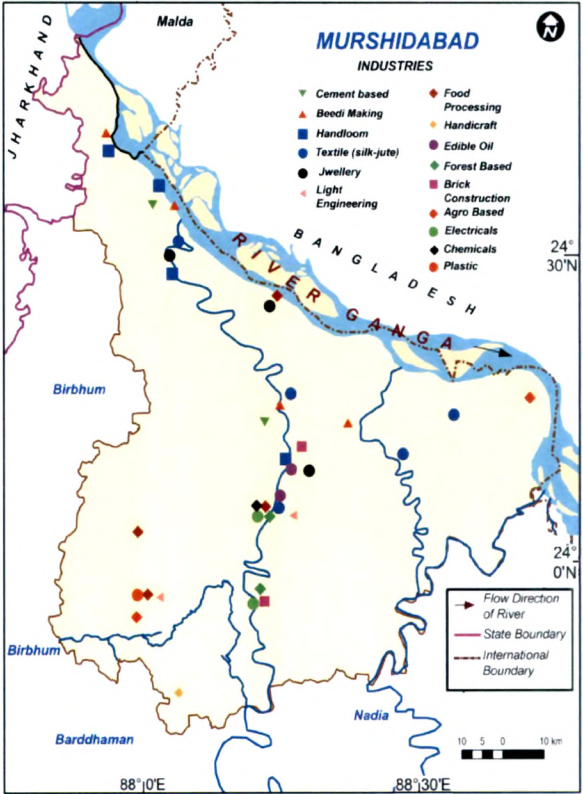 Malda
JHARKHAND
N
MURSHIDABAD
INDUSTRIES
Cement based
Beedi Making
Handloom
Textile (silk-jute)
Jwellery
Light
Engineering
Food
Processing
Handicraft
Edible Oil
Forest Based
Brick
Construction
Agro Based
Electricals
Chemicals
Plastic
BANGLADESH
RIVER GANGA
24°
30'N
Birbhum
24°
0'N
Flow Direction
of River
State Boundary
International
Boundary
Birbhum
Barddhaman
Nadia
10 5 0 10 km
88°0'E
88°30'E